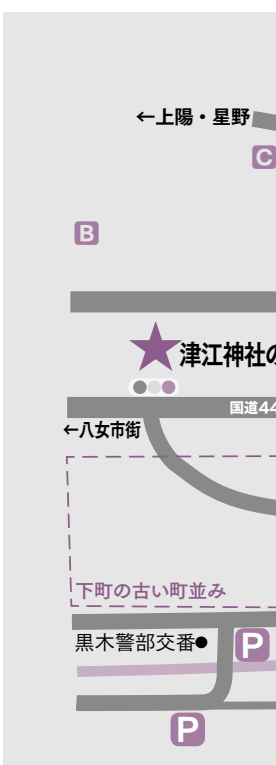 ←上陽・星野
C
B
津江神社の
国道44
←八女市街
下町の古い町並み
黒木警部交番●
P
P